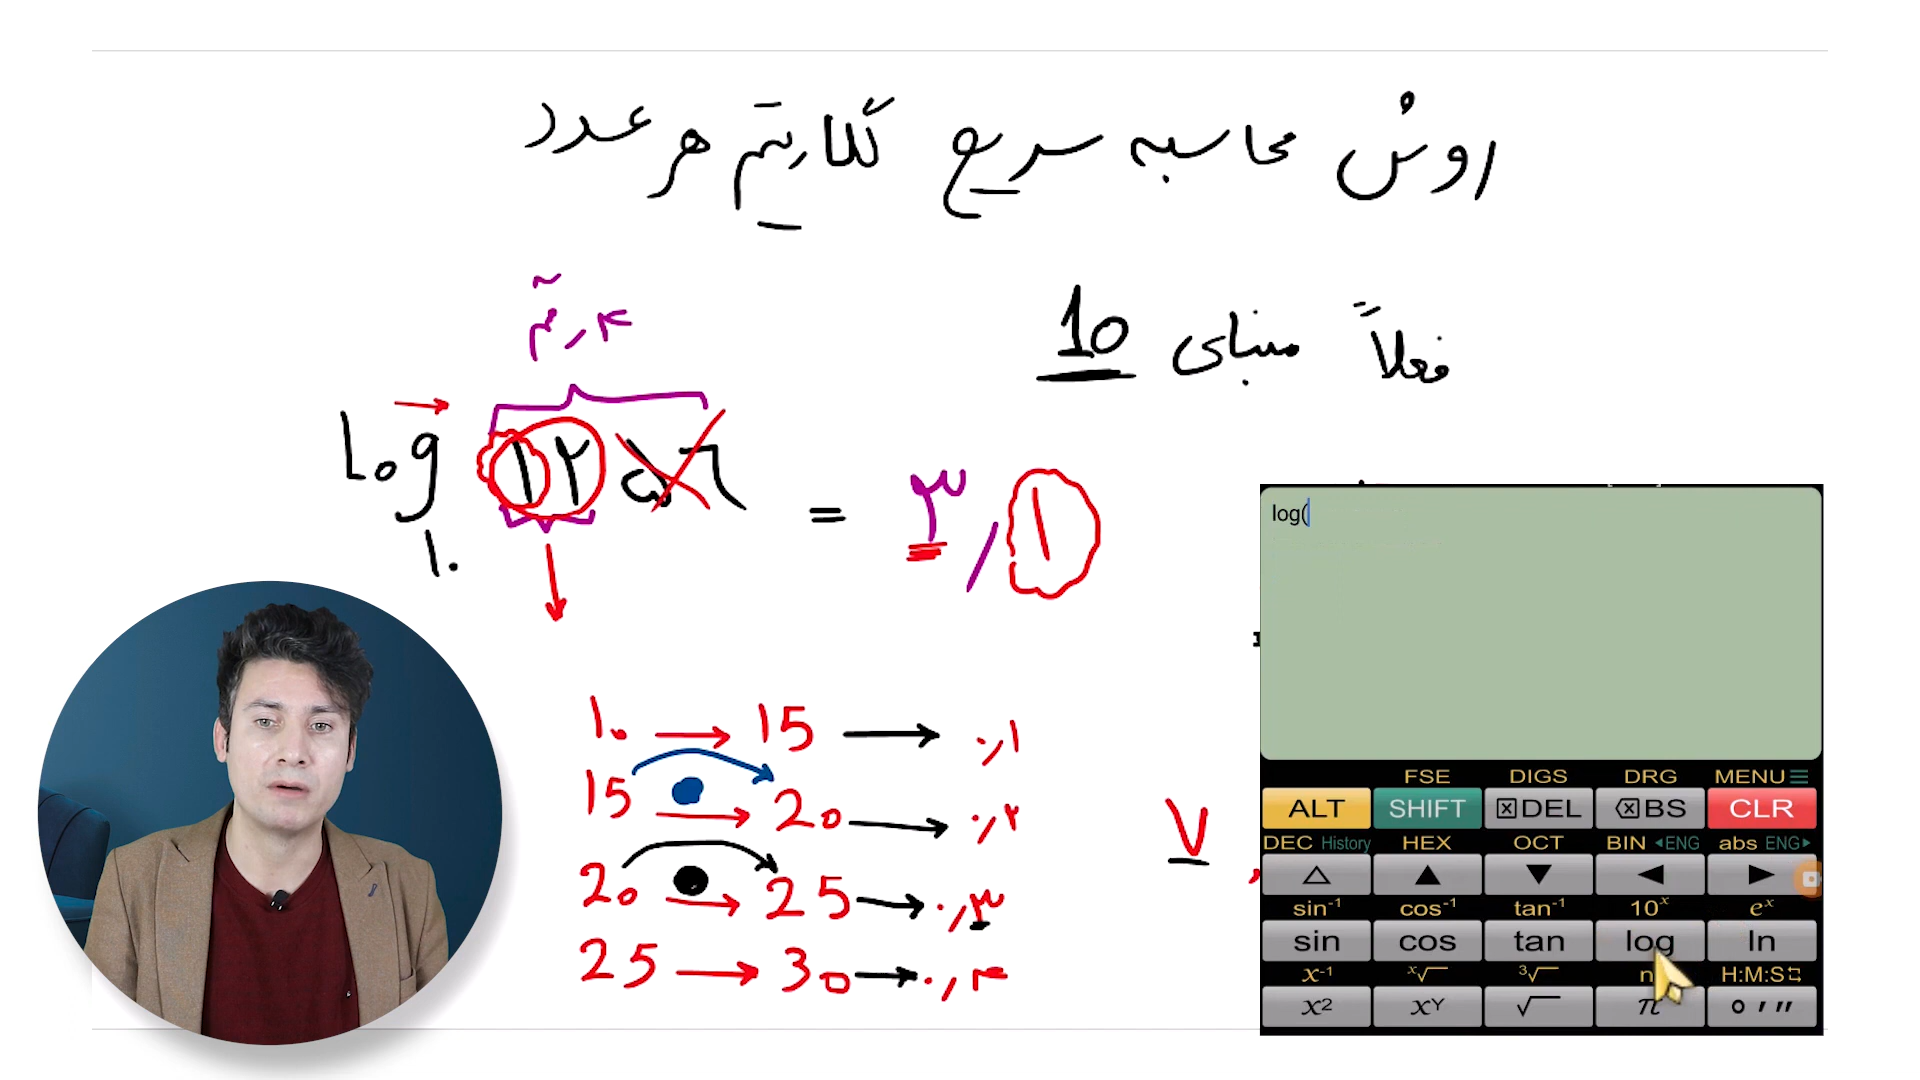 روش محاسبه سریع لگاریتم هر عدد
فعلاً مبنای 10
۴ رقم
log ۱۲۵۶ = ۳/۱
۱۰
۱۰ → 15 → ۰/۱
15 → 20 → ۰/۲
20 → 25 → ۰/۳
25 → 30 → ۰/۴
۷
log(
FSE DIGS DRG MENU
ALT SHIFT DEL BS CLR
DEC History HEX OCT BIN ◂ENG abs ENG▸
sin⁻¹ cos⁻¹ tan⁻¹ 10ˣ eˣ
sin cos tan log ln
x⁻¹ ˣ√ ³√ n H:M:S
x² xʸ √ π ° ′ ″